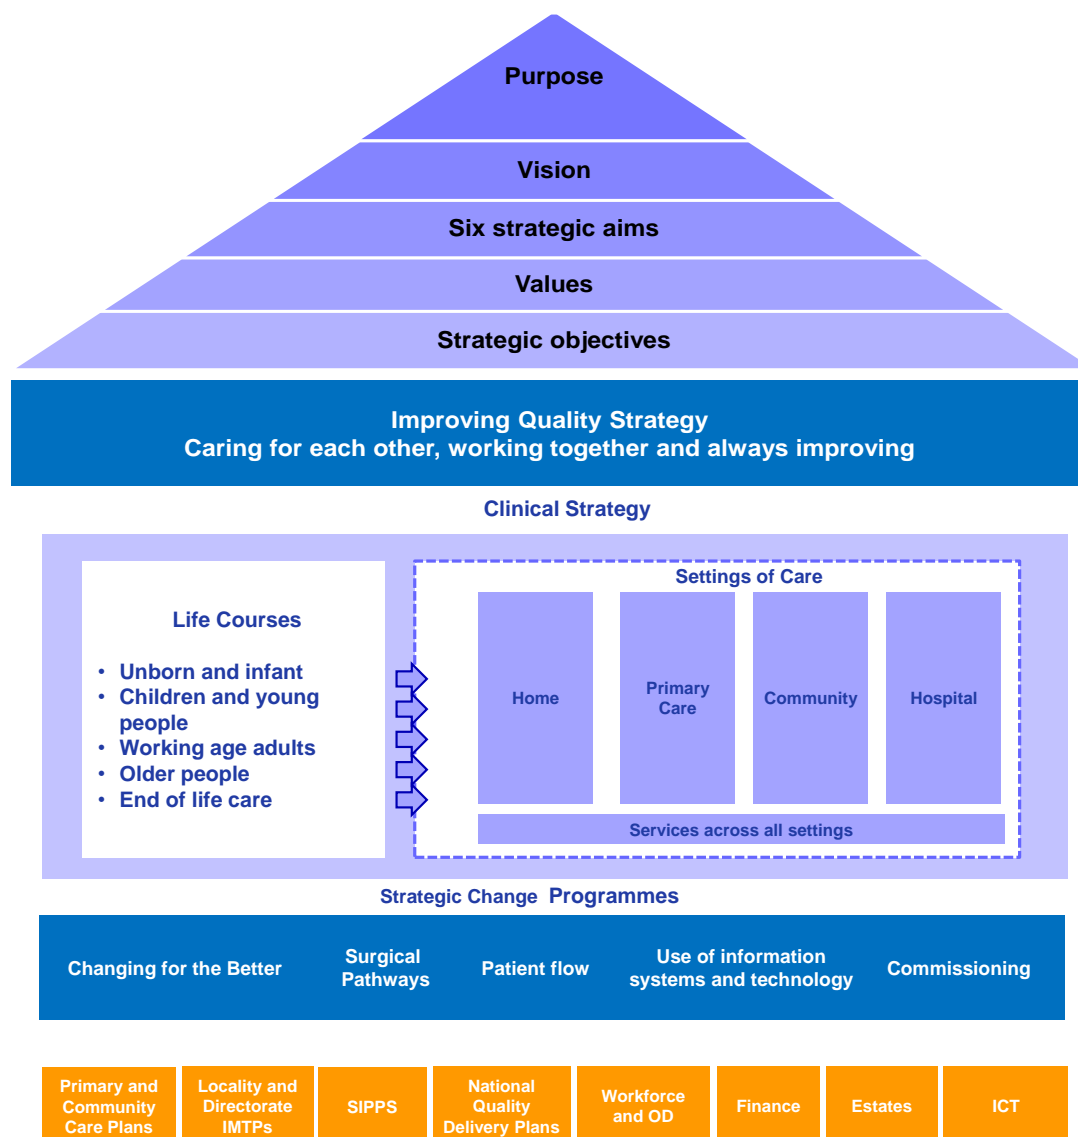 Purpose
Vision
Six strategic aims
Values
Strategic objectives
Improving Quality Strategy
Caring for each other, working together and always improving
Clinical Strategy
Life Courses
• Unborn and infant
• Children and young
people
• Working age adults
• Older people
• End of life care
Settings of Care
Home
Primary
Care
Community
Hospital
Services across all settings
Strategic Change Programmes
Changing for the Better
Surgical
Pathways
Patient flow
Use of information
systems and technology
Commissioning
Primary and
Community
Care Plans
Locality and
Directorate
IMTPs
SIPPS
National
Quality
Delivery Plans
Workforce
and OD
Finance
Estates
ICT